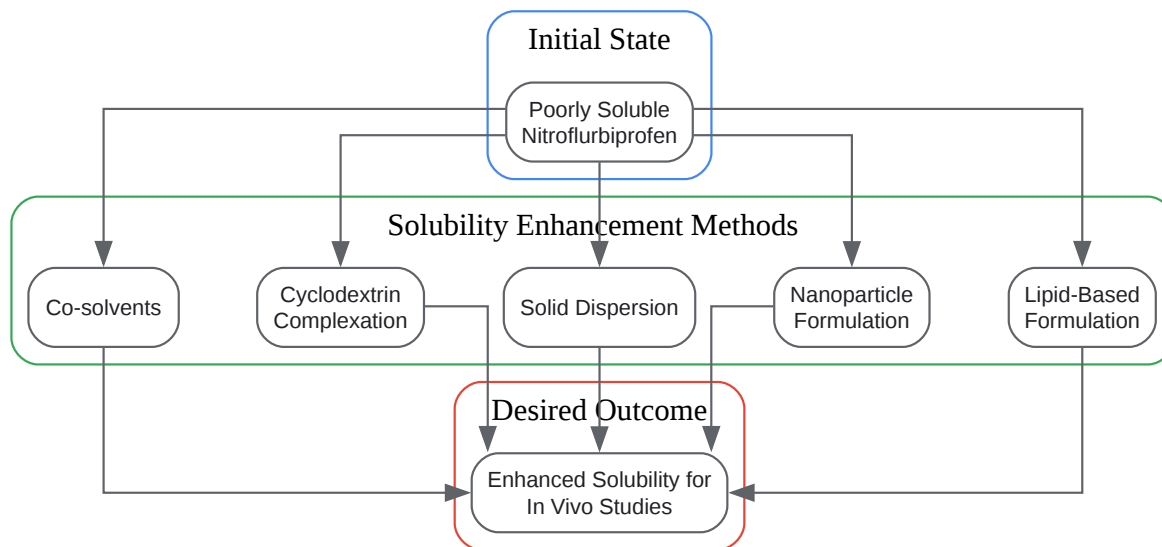 Initial State
Poorly Soluble
Nitroflurbiprofen
Solubility Enhancement Methods
Co-solvents
Cyclodextrin
Complexation
Solid Dispersion
Nanoparticle
Formulation
Lipid-Based
Formulation
Desired Outcome
Enhanced Solubility for
In Vivo Studies